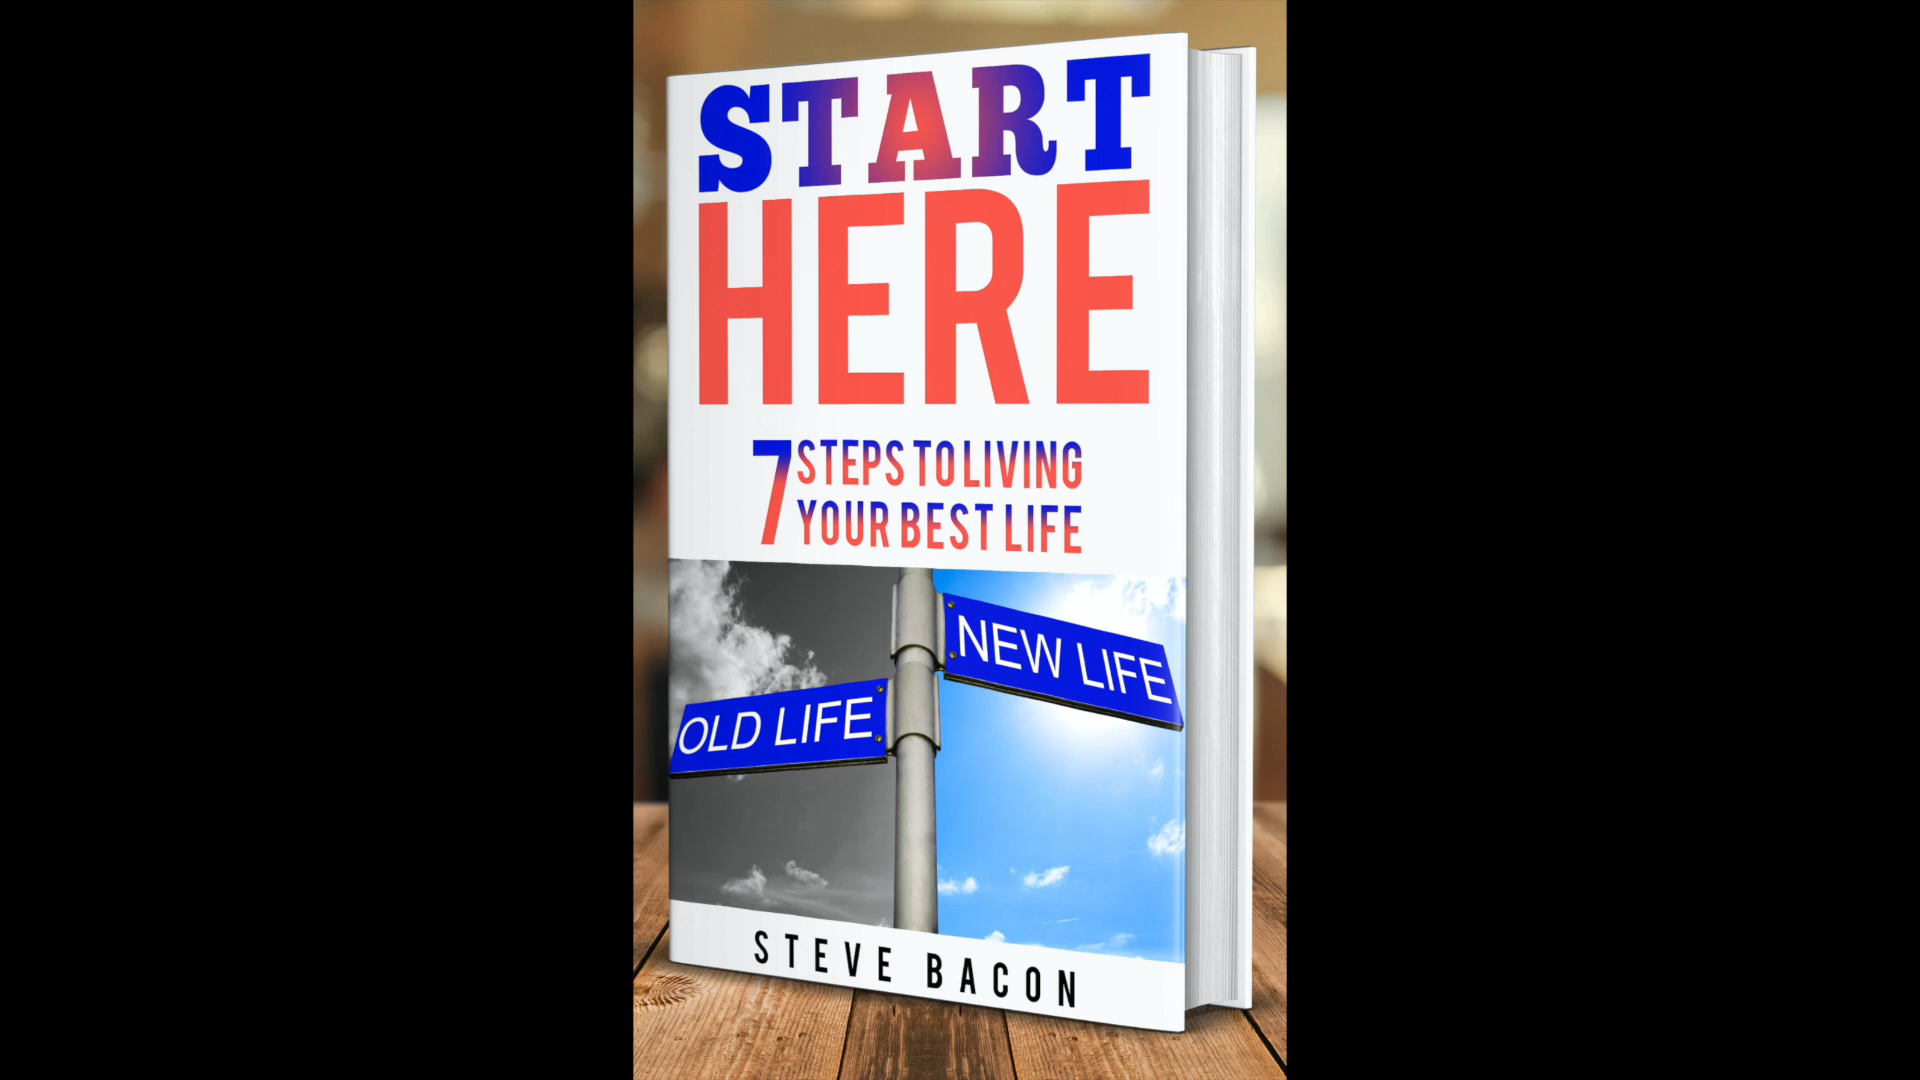 START
HERE
7 STEPS TO LIVING
YOUR BEST LIFE
NEW LIFE
OLD LIFE
STEVE BACON